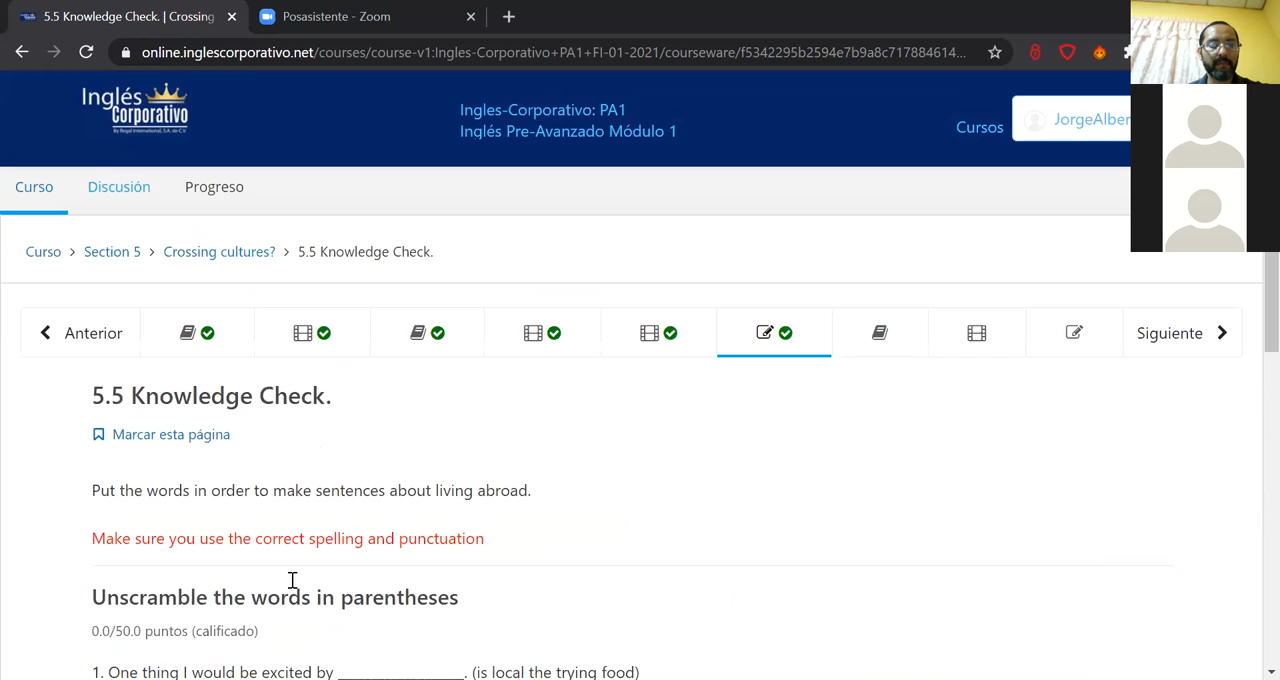 5.5 Knowledge Check. | Crossing
Posasistente - Zoom
online.inglescorporativo.net/courses/course-v1:Ingles-Corporativo+PA1+FI-01-2021/courseware/f5342295b2594e7b9a8c717884614...
Inglés
Corporativo
By Regal International, S.A. de C.V.
Ingles-Corporativo: PA1
Inglés Pre-Avanzado Módulo 1
Cursos
JorgeAlber
Curso
Discusión
Progreso
Curso > Section 5 > Crossing cultures? > 5.5 Knowledge Check.
Anterior
Siguiente
5.5 Knowledge Check.
Marcar esta página
Put the words in order to make sentences about living abroad.
Make sure you use the correct spelling and punctuation
Unscramble the words in parentheses
0.0/50.0 puntos (calificado)
1. One thing I would be excited by __________________. (is local the trying food)